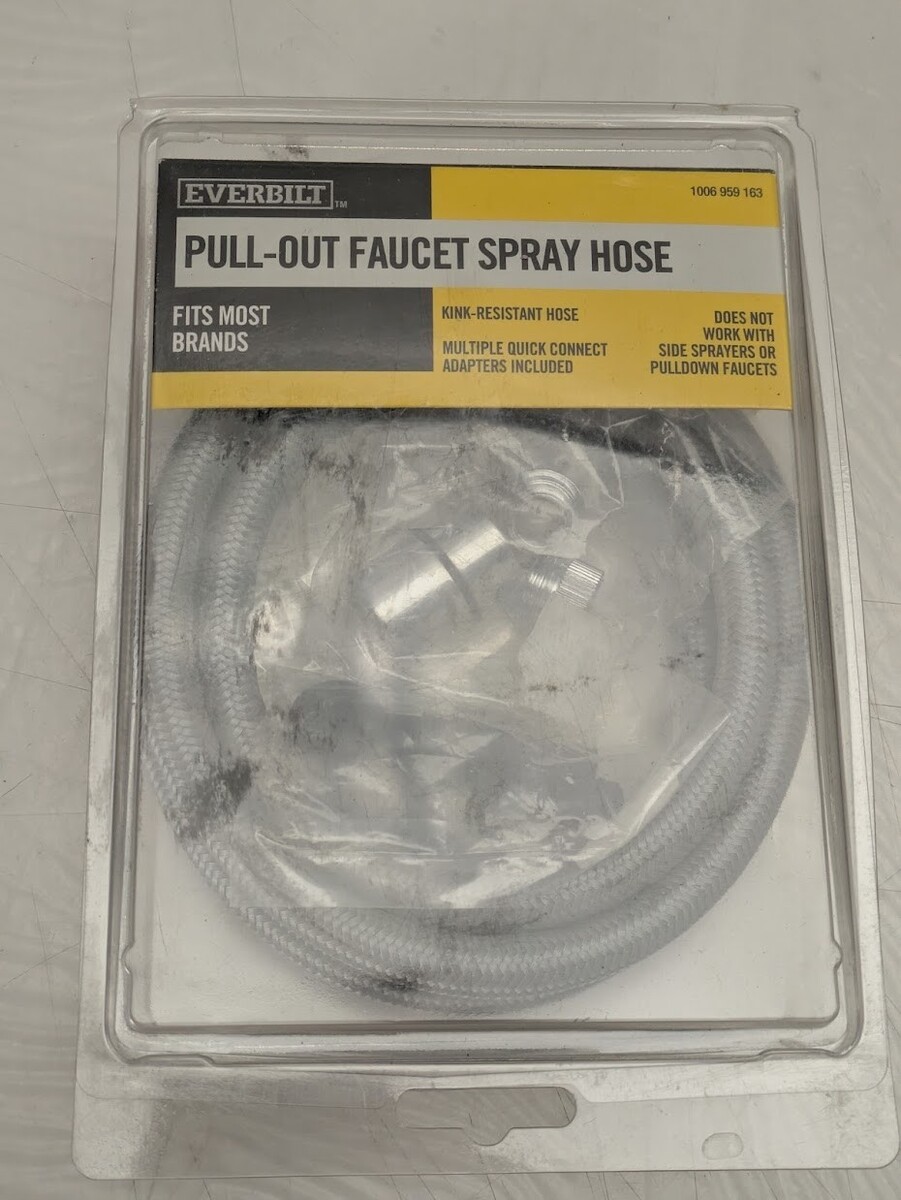 EVERBILT™
1006 959 163
PULL-OUT FAUCET SPRAY HOSE
FITS MOST
BRANDS
KINK-RESISTANT HOSE
MULTIPLE QUICK CONNECT
ADAPTERS INCLUDED
DOES NOT
WORK WITH
SIDE SPRAYERS OR
PULLDOWN FAUCETS